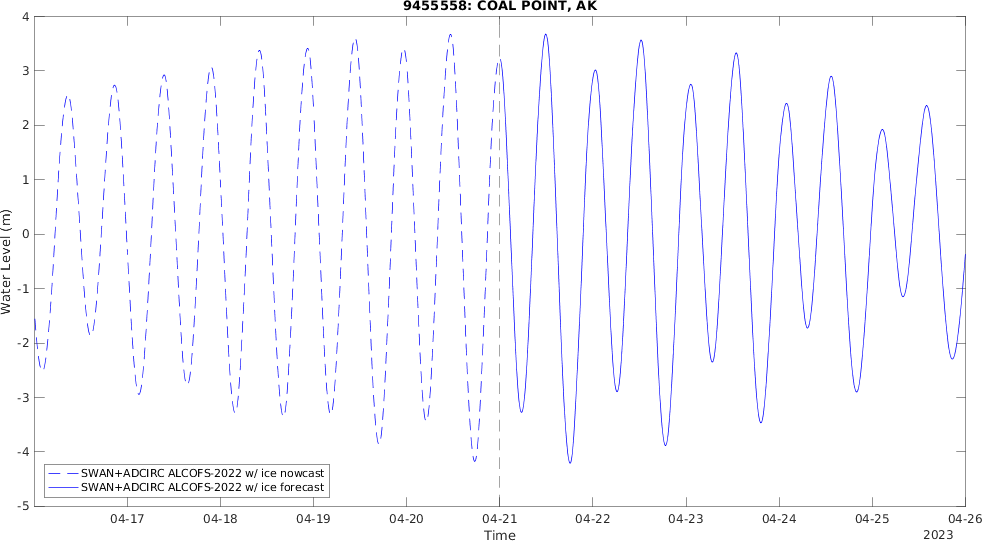 9455558: COAL POINT, AK
4
3
2
1
0
-1
-2
-3
-4
-5
Water Level (m)
SWAN+ADCIRC ALCOFS-2022 w/ ice nowcast
SWAN+ADCIRC ALCOFS-2022 w/ ice forecast
04-17 04-18 04-19 04-20 04-21 04-22 04-23 04-24 04-25 04-26
Time
2023